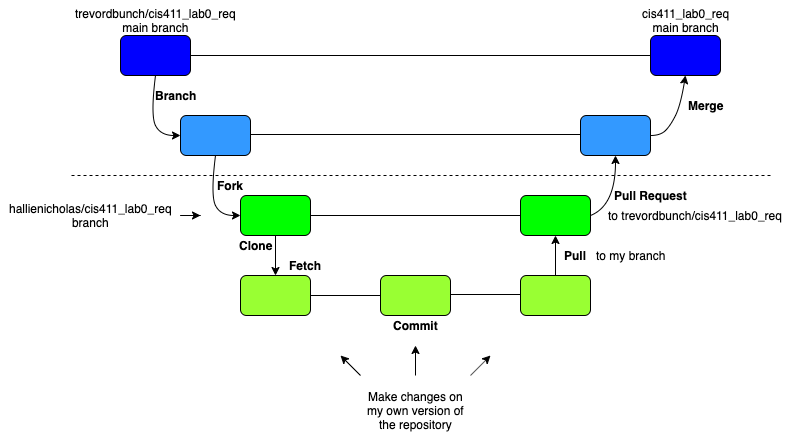 trevordbunch/cis411_lab0_req
main branch
cis411_lab0_req
main branch
Branch
Merge
Fork
Pull Request
hallienicholas/cis411_lab0_req
branch
to trevordbunch/cis411_lab0_req
Clone
Fetch
Pull to my branch
Commit
Make changes on
my own version of
the repository